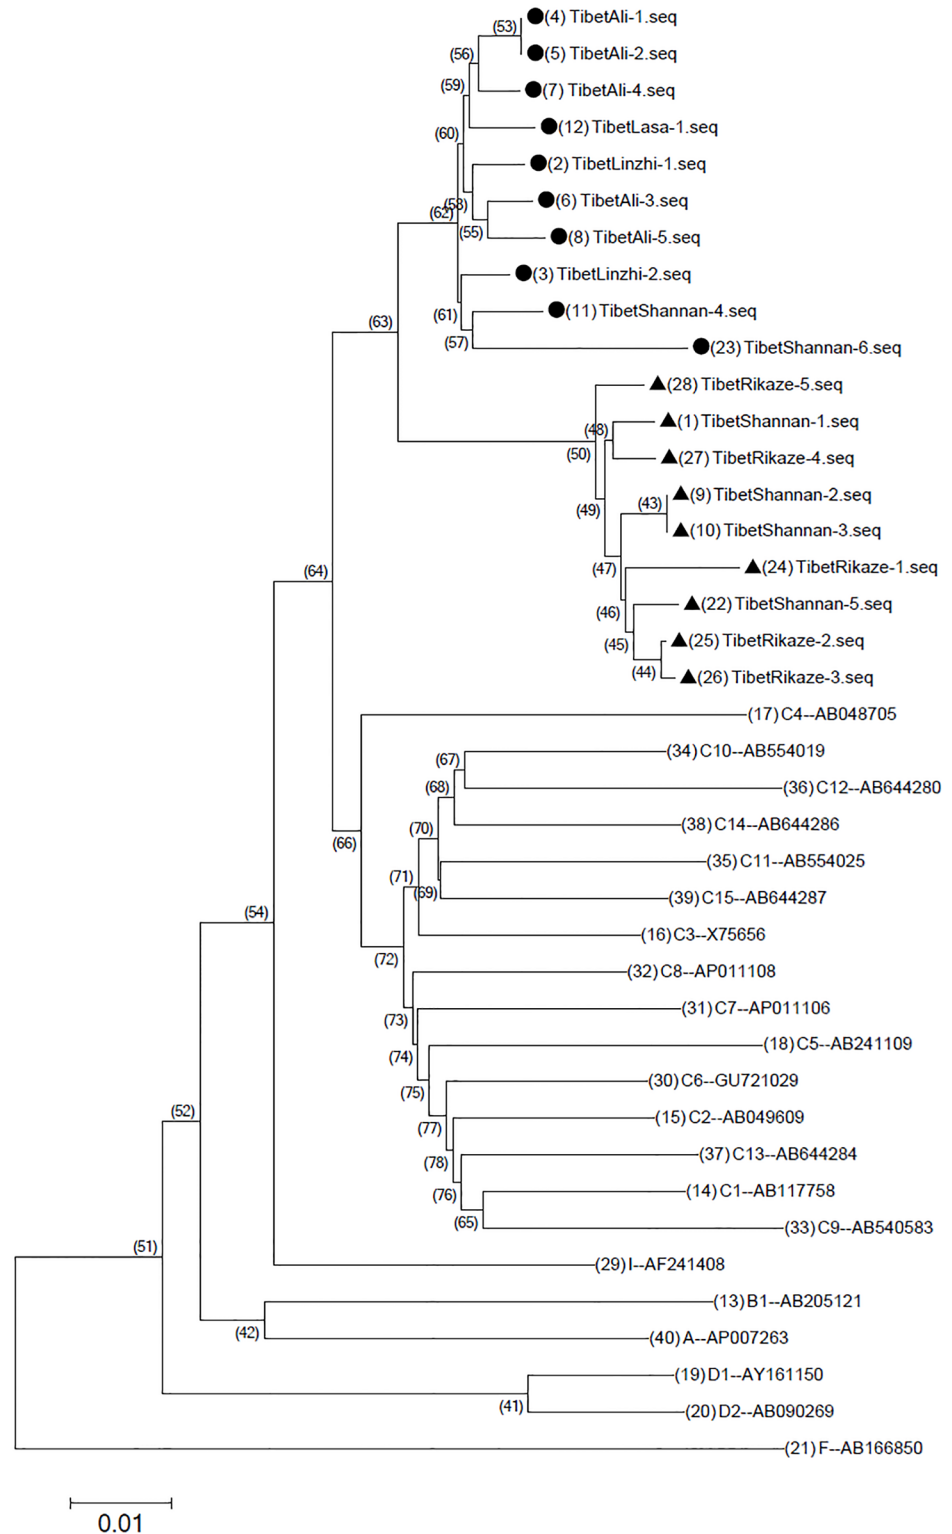 (53)
(4) TibetAli-1.seq
(5) TibetAli-2.seq
(56)
(7) TibetAli-4.seq
(59)
(12) TibetLasa-1.seq
(60)
(2) TibetLinzhi-1.seq
(58)
(6) TibetAli-3.seq
(62)
(55)
(8) TibetAli-5.seq
(3) TibetLinzhi-2.seq
(61)
(11) TibetShannan-4.seq
(63)
(57)
(23) TibetShannan-6.seq
(28) TibetRikaze-5.seq
(48)
(1) TibetShannan-1.seq
(50)
(27) TibetRikaze-4.seq
(49)
(43)
(9) TibetShannan-2.seq
(10) TibetShannan-3.seq
(47)
(24) TibetRikaze-1.seq
(64)
(46)
(22) TibetShannan-5.seq
(45)
(25) TibetRikaze-2.seq
(44)
(26) TibetRikaze-3.seq
(17) C4--AB048705
(67)
(34) C10--AB554019
(68)
(36) C12--AB644280
(70)
(38) C14--AB644286
(66)
(71)
(35) C11--AB554025
(69)
(39) C15--AB644287
(54)
(16) C3--X75656
(72)
(32) C8--AP011108
(73)
(31) C7--AP011106
(74)
(18) C5--AB241109
(75)
(30) C6--GU721029
(52)
(77)
(15) C2--AB049609
(78)
(37) C13--AB644284
(76)
(14) C1--AB117758
(65)
(33) C9--AB540583
(51)
(29) I--AF241408
(13) B1--AB205121
(42)
(40) A--AP007263
(19) D1--AY161150
(41)
(20) D2--AB090269
(21) F--AB166850
0.01